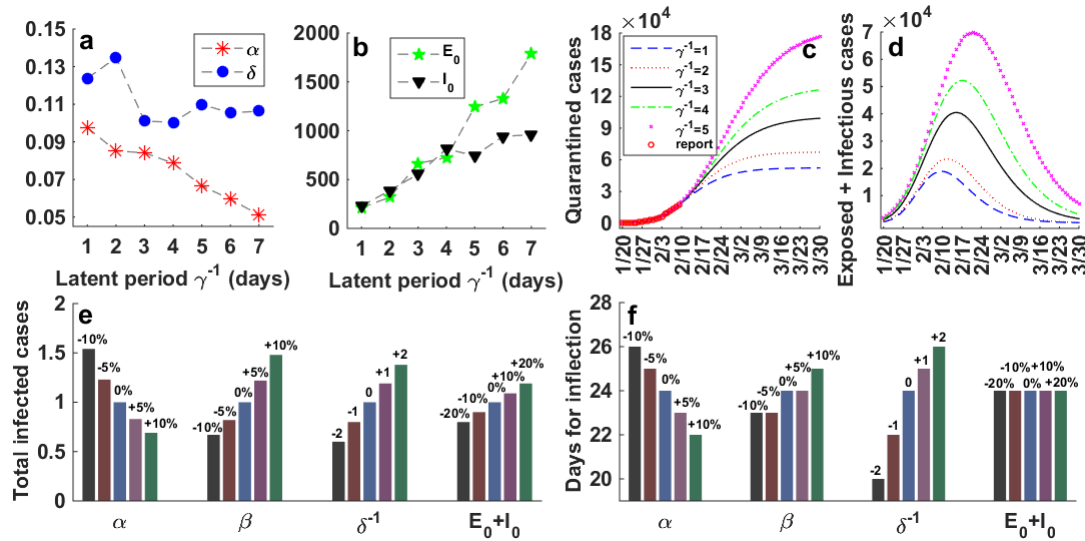 a
0.15
0.13
0.11
0.09
0.07
0.05
α
δ
1 2 3 4 5 6 7
Latent period γ⁻¹ (days)
b
2000
1500
1000
500
0
E₀
I₀
1 2 3 4 5 6 7
Latent period γ⁻¹ (days)
c
×10⁴
Quarantined cases
18
15
12
9
6
3
0
γ⁻¹=1
γ⁻¹=2
γ⁻¹=3
γ⁻¹=4
γ⁻¹=5
report
1/20 1/27 2/3 2/10 2/17 2/24 3/2 3/9 3/16 3/23 3/30
d
×10⁴
Exposed + Infectious cases
7
6
5
4
3
2
1
0
1/20 1/27 2/3 2/10 2/17 2/24 3/2 3/9 3/16 3/23 3/30
e
Total infected cases
2
1.5
1
0.5
0
-10% -5% 0% +5% +10%
-10% -5% 0% +5% +10%
-2 -1 0 +1 +2
-20% -10% 0% +10% +20%
α β δ⁻¹ E₀+I₀
f
Days for inflection
28
26
24
22
20
-10% -5% 0% +5% +10%
-10% -5% 0% +5% +10%
-2 -1 0 +1 +2
-20% -10% 0% +10% +20%
α β δ⁻¹ E₀+I₀